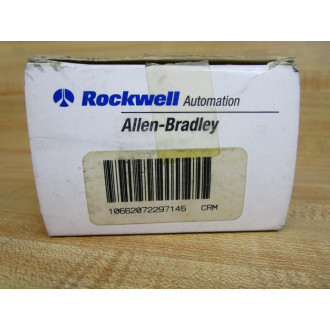 Rockwell Automation
Allen-Bradley
10662072297145 CRM